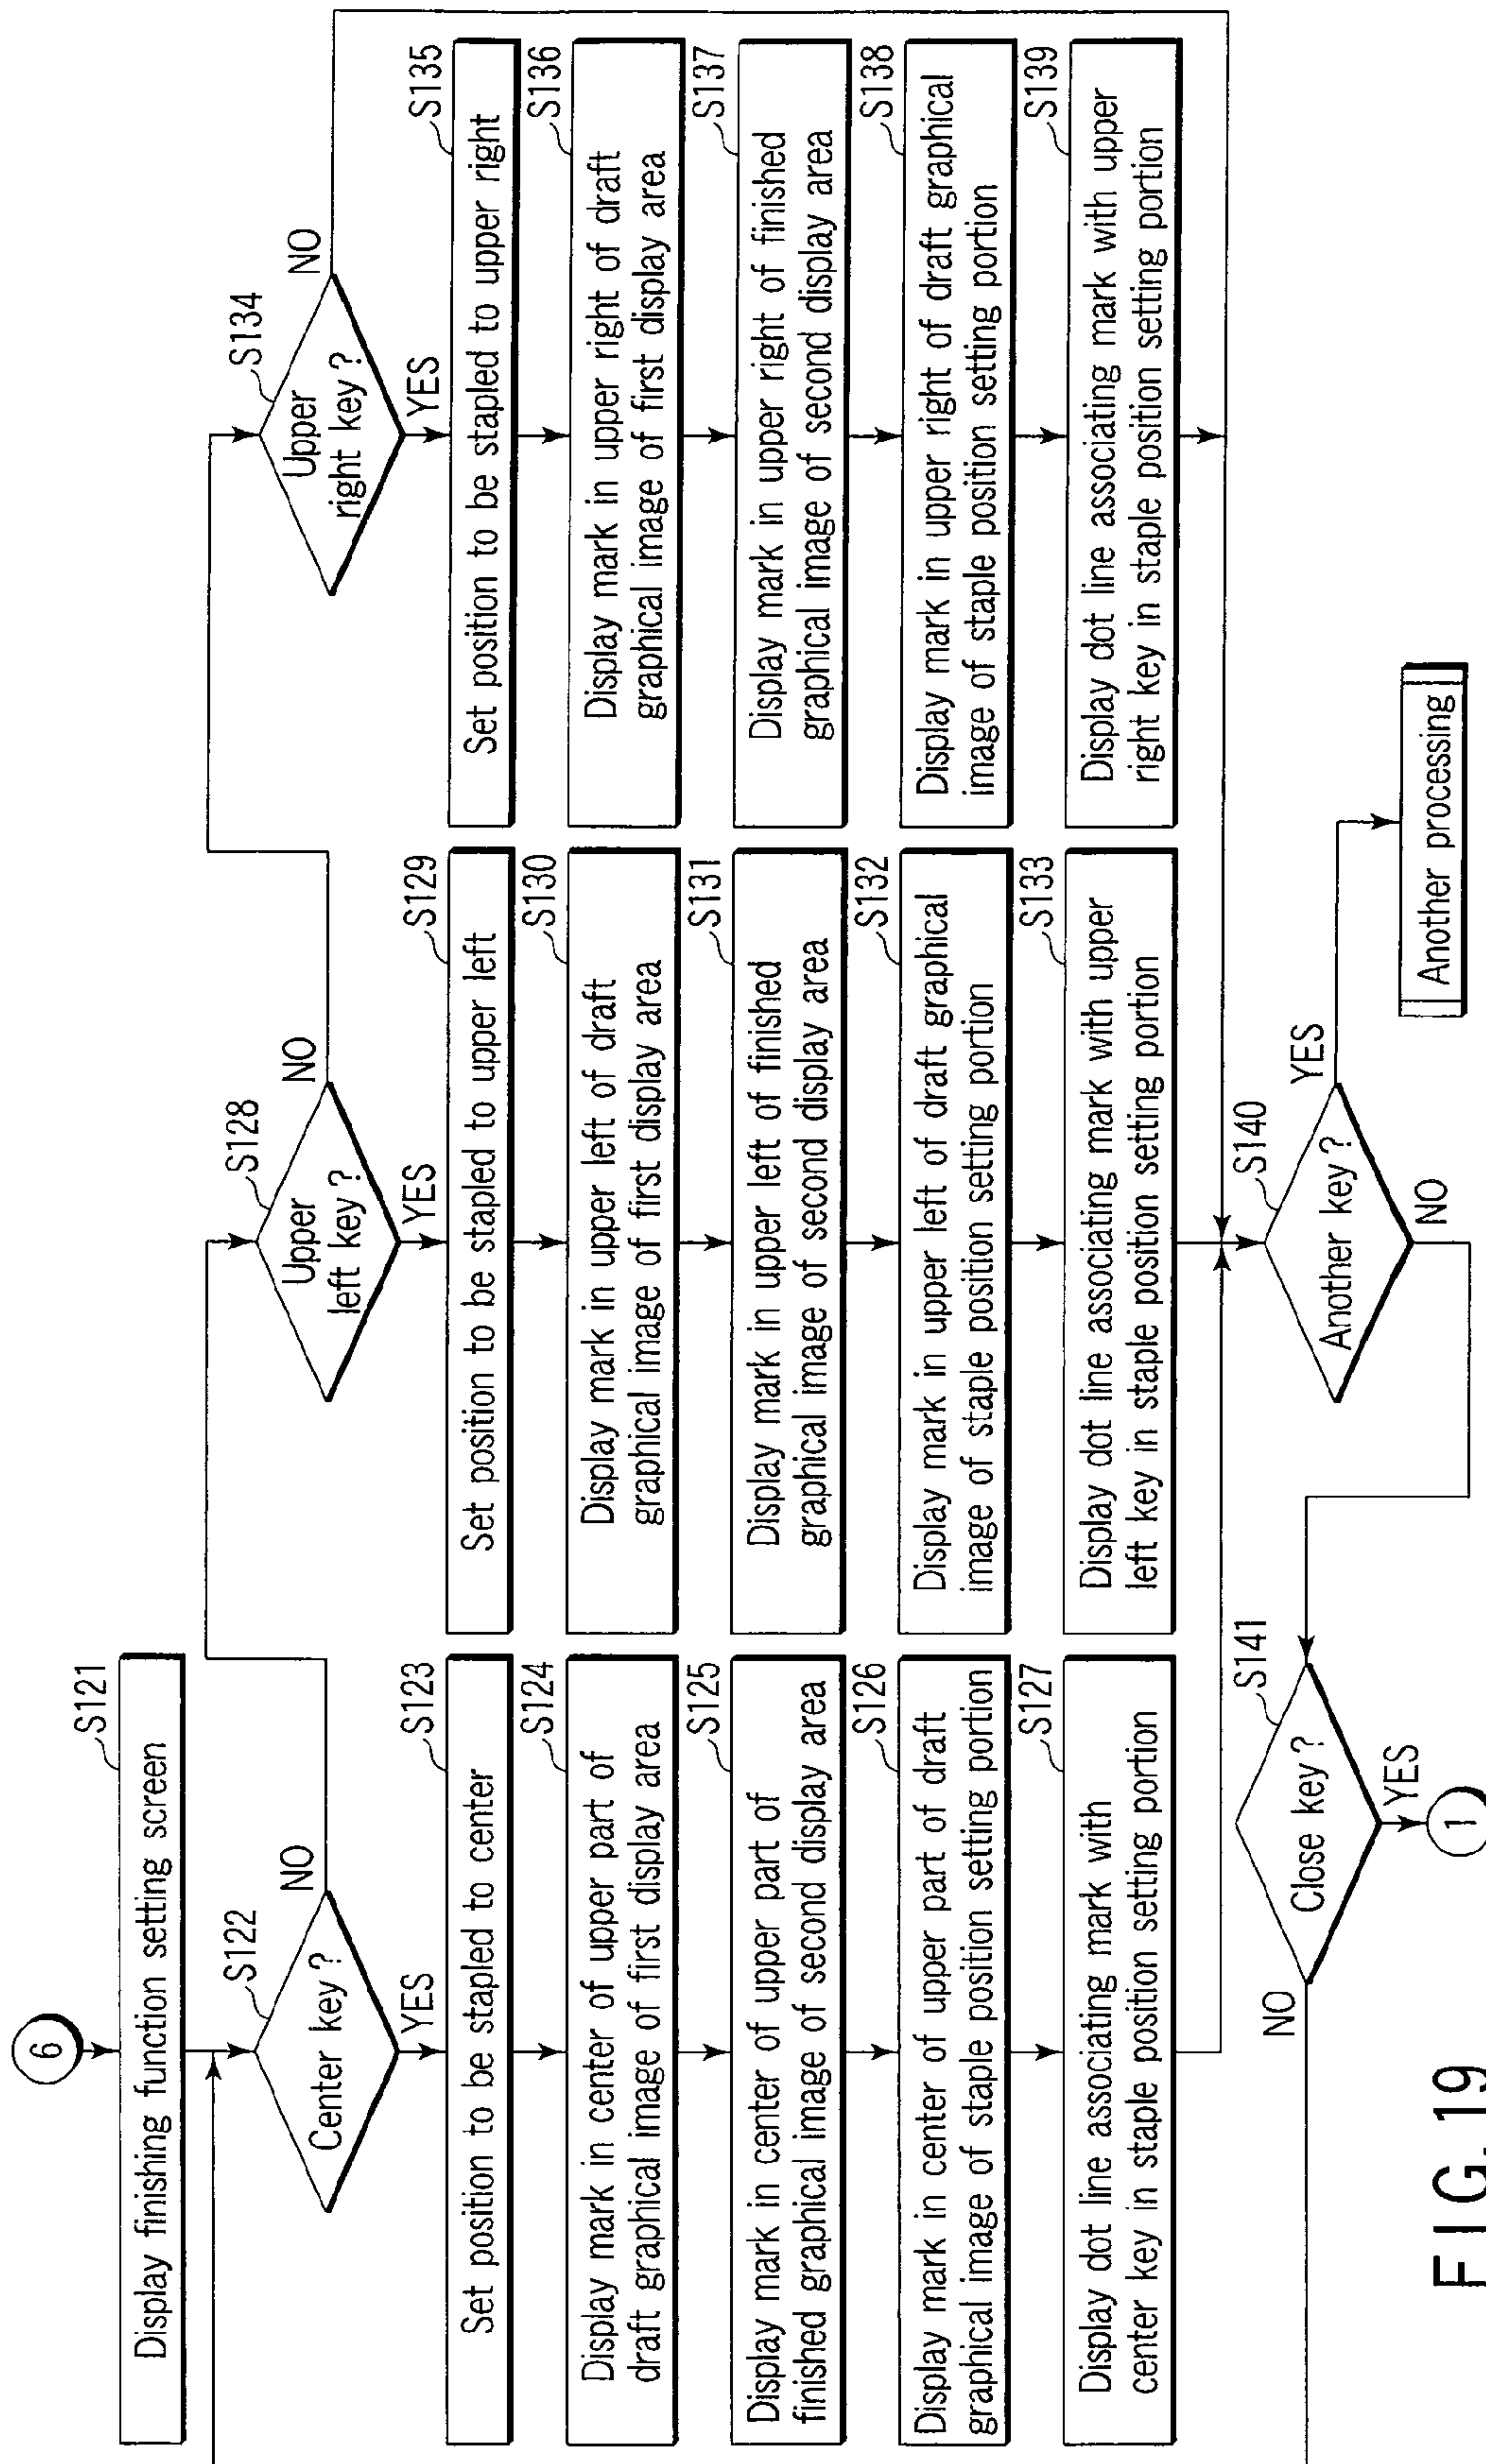 6
S121
Display finishing function setting screen
S122
Center key?
NO
YES
S123
Set position to be stapled to center
S124
Display mark in center of upper part of
draft graphical image of first display area
S125
Display mark in center of upper part of
finished graphical image of second display area
S126
Display mark in center of upper part of draft
graphical image of staple position setting portion
S127
Display dot line associating mark with
center key in staple position setting portion
S128
Upper
left key?
NO
YES
S129
Set position to be stapled to upper left
S130
Display mark in upper left of draft
graphical image of first display area
S131
Display mark in upper left of finished
graphical image of second display area
S132
Display mark in upper left of draft graphical
image of staple position setting portion
S133
Display dot line associating mark with upper
left key in staple position setting portion
S134
Upper
right key?
NO
YES
S135
Set position to be stapled to upper right
S136
Display mark in upper right of draft
graphical image of first display area
S137
Display mark in upper right of finished
graphical image of second display area
S138
Display mark in upper right of draft graphical
image of staple position setting portion
S139
Display dot line associating mark with upper
right key in staple position setting portion
S140
Another key?
YES
NO
Another processing
S141
Close key?
NO
YES
1
FIG. 19